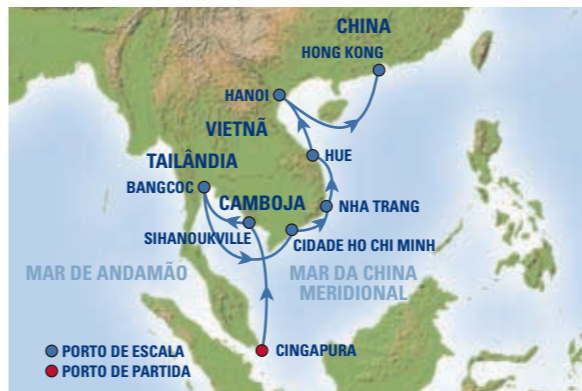 CHINA
HONG KONG
HANOI
VIETNÃ
HUE
TAILÂNDIA
BANGCOC
CAMBOJA
NHA TRANG
SIHANOUKVILLE
CIDADE HO CHI MINH
MAR DE ANDAMÃO
MAR DA CHINA
MERIDIONAL
PORTO DE ESCALA
CINGAPURA
PORTO DE PARTIDA